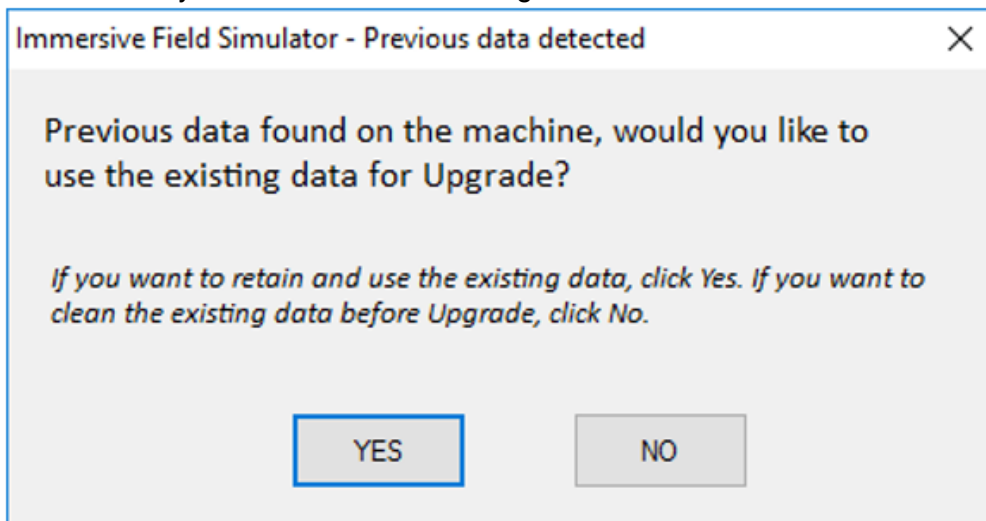 Immersive Field Simulator - Previous data detected
Previous data found on the machine, would you like to
use the existing data for Upgrade?
If you want to retain and use the existing data, click Yes. If you want to
clean the existing data before Upgrade, click No.
YES
NO